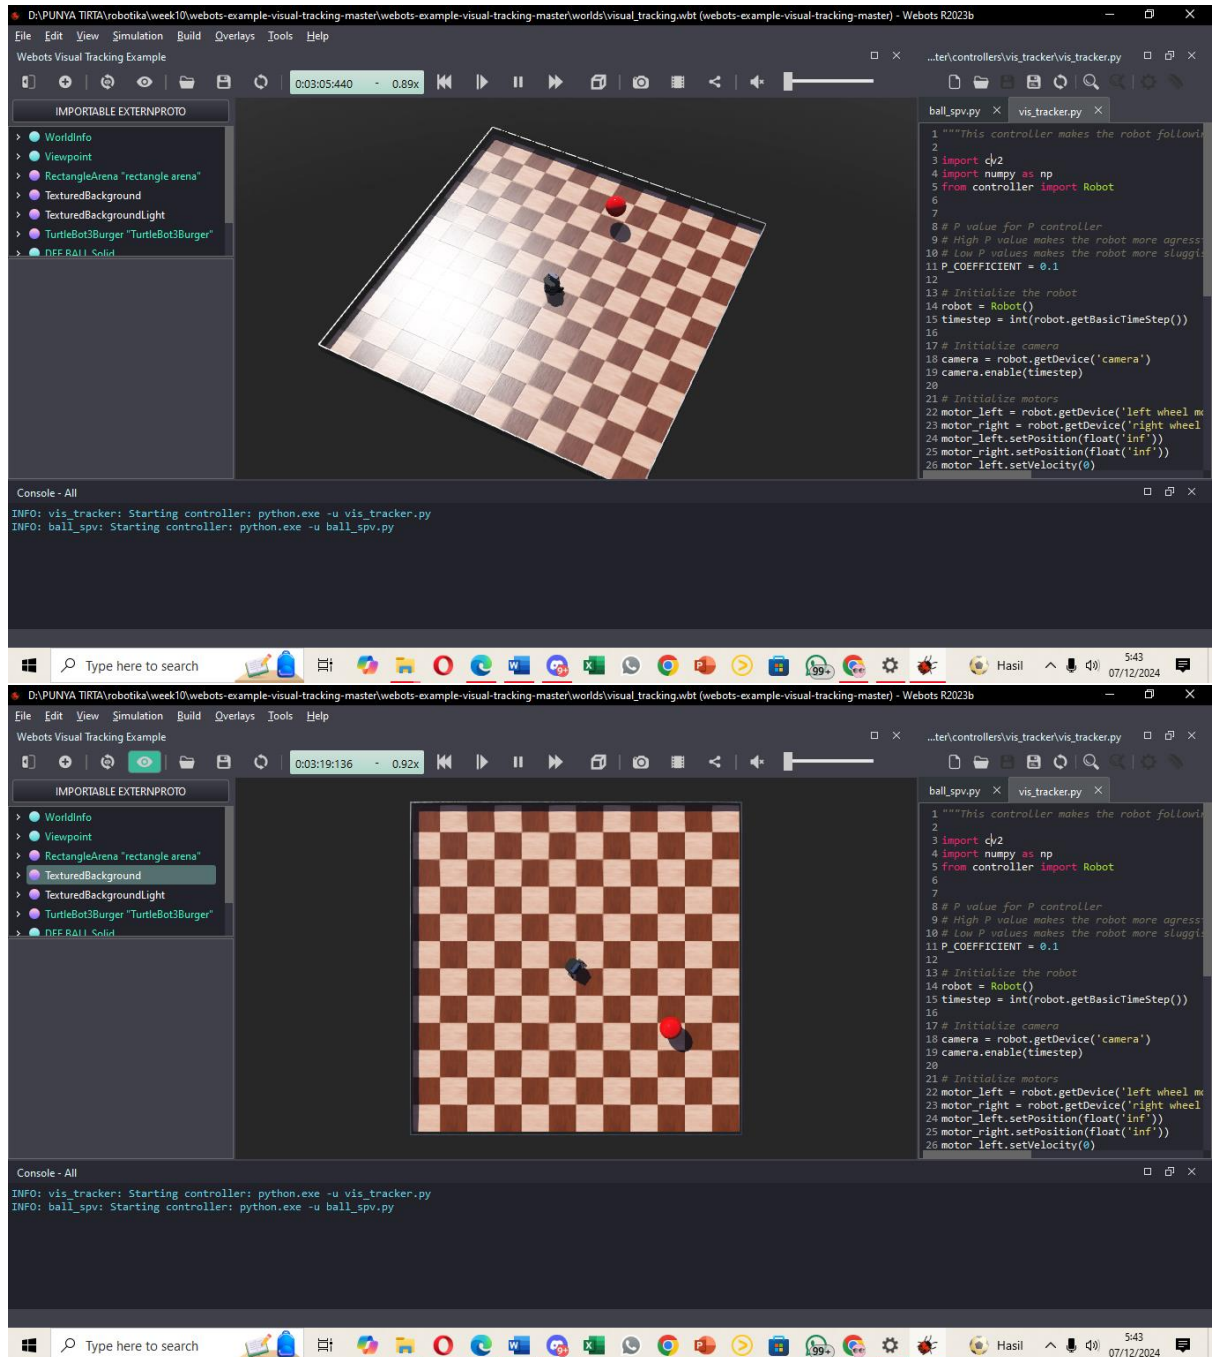 D:\PUNYA TIRTA\robotika\week10\webots-example-visual-tracking-master\webots-example-visual-tracking-master\worlds\visual_tracking.wbt (webots-example-visual-tracking-master) - Webots R2023b
File Edit View Simulation Build Overlays Tools Help
Webots Visual Tracking Example
...ter\controllers\vis_tracker\vis_tracker.py
0:03:05:440 - 0.89x
IMPORTABLE EXTERNPROTO
WorldInfo
Viewpoint
RectangleArena "rectangle arena"
TexturedBackground
TexturedBackgroundLight
TurtleBot3Burger "TurtleBot3Burger"
DEF BALL Solid
ball_spv.py vis_tracker.py
1 """This controller makes the robot followi
2
3 import cv2
4 import numpy as np
5 from controller import Robot
6
7
8 # P value for P controller
9 # High P value makes the robot more agress
10 # Low P values makes the robot more sluggis
11 P_COEFFICIENT = 0.1
12
13 # Initialize the robot
14 robot = Robot()
15 timestep = int(robot.getBasicTimeStep())
16
17 # Initialize camera
18 camera = robot.getDevice('camera')
19 camera.enable(timestep)
20
21 # Initialize motors
22 motor_left = robot.getDevice('left wheel mo
23 motor_right = robot.getDevice('right wheel
24 motor_left.setPosition(float('inf'))
25 motor_right.setPosition(float('inf'))
26 motor_left.setVelocity(0)
Console - All
INFO: vis_tracker: Starting controller: python.exe -u vis_tracker.py
INFO: ball_spv: Starting controller: python.exe -u ball_spv.py
Type here to search
99+
Hasil
5:43
07/12/2024
D:\PUNYA TIRTA\robotika\week10\webots-example-visual-tracking-master\webots-example-visual-tracking-master\worlds\visual_tracking.wbt (webots-example-visual-tracking-master) - Webots R2023b
File Edit View Simulation Build Overlays Tools Help
Webots Visual Tracking Example
...ter\controllers\vis_tracker\vis_tracker.py
0:03:19:136 - 0.92x
IMPORTABLE EXTERNPROTO
WorldInfo
Viewpoint
RectangleArena "rectangle arena"
TexturedBackground
TexturedBackgroundLight
TurtleBot3Burger "TurtleBot3Burger"
DEF BALL Solid
ball_spv.py vis_tracker.py
1 """This controller makes the robot followi
2
3 import cv2
4 import numpy as np
5 from controller import Robot
6
7
8 # P value for P controller
9 # High P value makes the robot more agress
10 # Low P values makes the robot more sluggis
11 P_COEFFICIENT = 0.1
12
13 # Initialize the robot
14 robot = Robot()
15 timestep = int(robot.getBasicTimeStep())
16
17 # Initialize camera
18 camera = robot.getDevice('camera')
19 camera.enable(timestep)
20
21 # Initialize motors
22 motor_left = robot.getDevice('left wheel mo
23 motor_right = robot.getDevice('right wheel
24 motor_left.setPosition(float('inf'))
25 motor_right.setPosition(float('inf'))
26 motor_left.setVelocity(0)
Console - All
INFO: vis_tracker: Starting controller: python.exe -u vis_tracker.py
INFO: ball_spv: Starting controller: python.exe -u ball_spv.py
Type here to search
99+
Hasil
5:43
07/12/2024